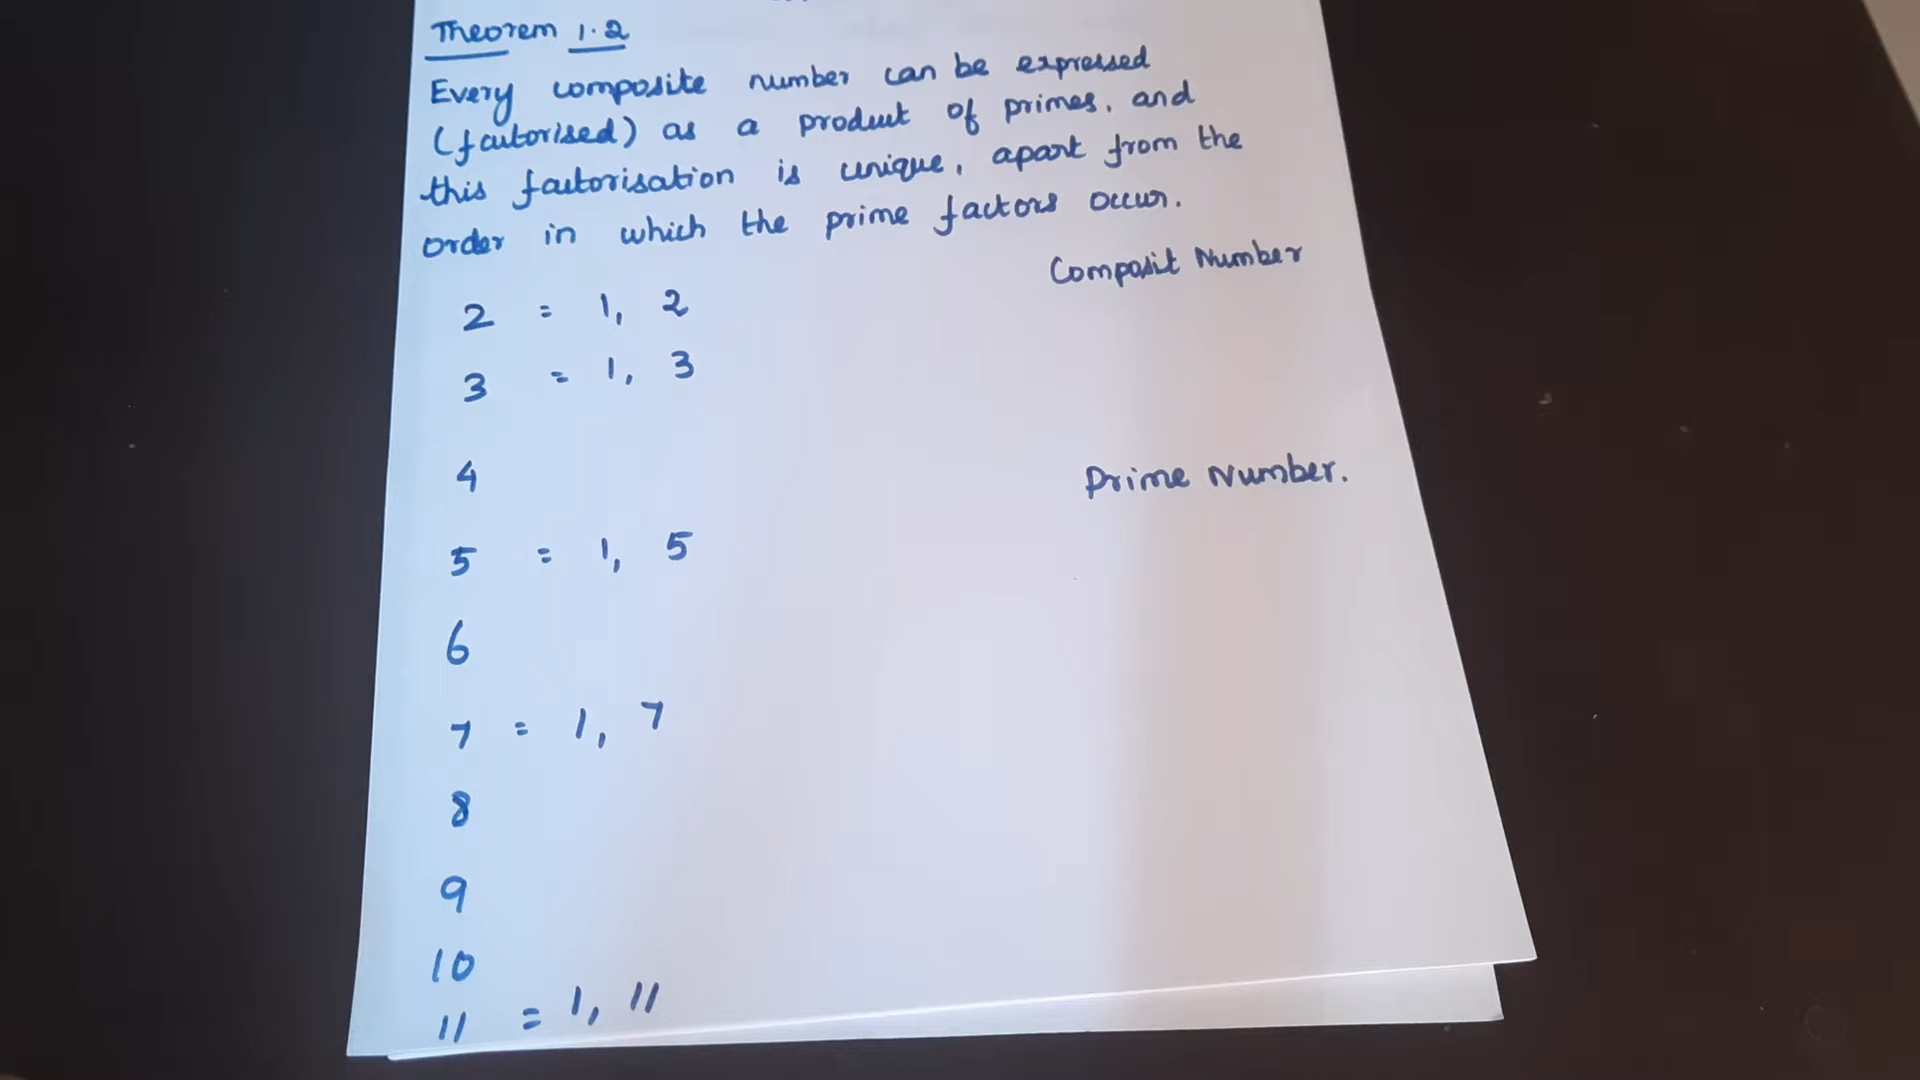 Theorem 1.2
Every composite number can be expressed
(factorised) as a product of primes, and
this factorisation is unique, apart from the
order in which the prime factors occur.
Composit Number
2 = 1, 2
3 = 1, 3
4
Prime Number.
5 = 1, 5
6
7 = 1, 7
8
9
10
11 = 1, 11